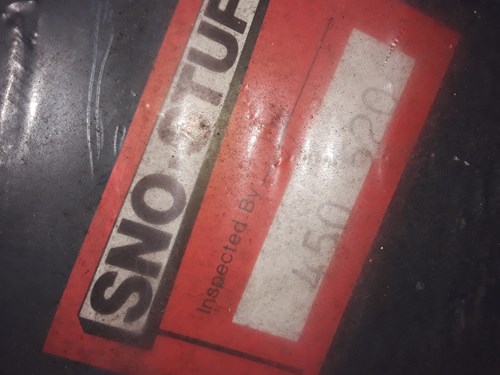 SNO STUF
Inspected By
450 320